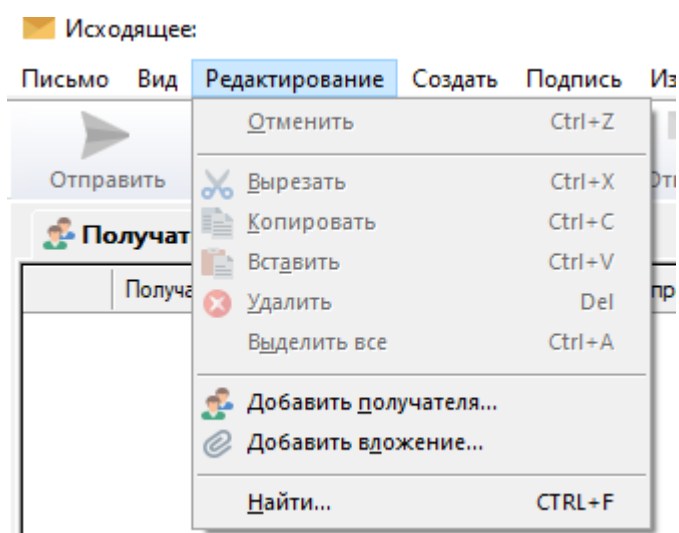 Исходящее:
Письмо Вид Редактирование Создать Подпись
Отправить
Отменить Ctrl+Z
Вырезать Ctrl+X
Копировать Ctrl+C
Вставить Ctrl+V
Удалить Del
Выделить все Ctrl+A
Добавить получателя...
Добавить вложение...
Найти... CTRL+F